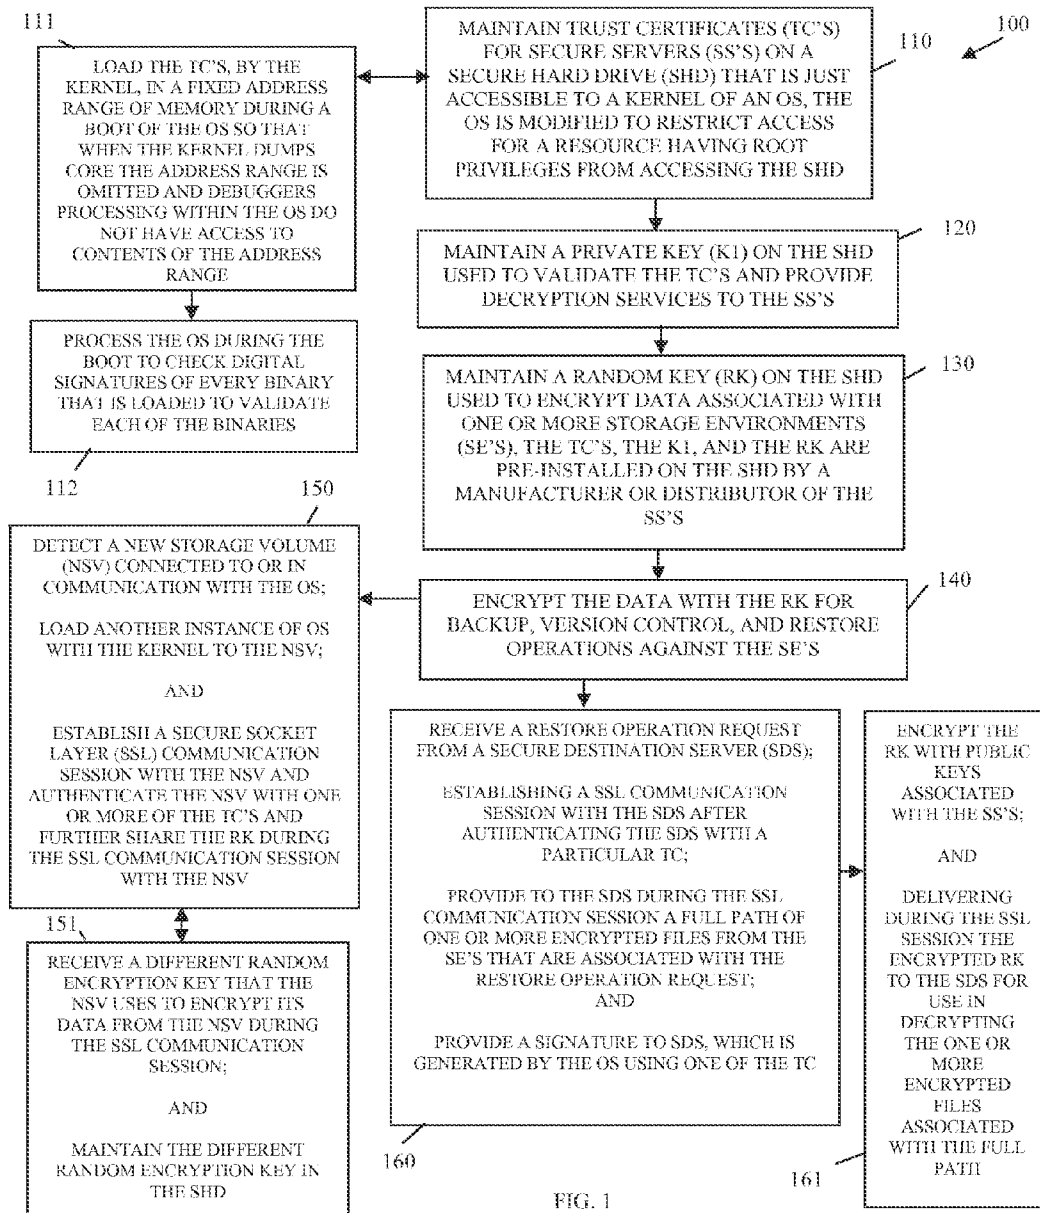 111
LOAD THE TC'S, BY THE
KERNEL, IN A FIXED ADDRESS
RANGE OF MEMORY DURING A
BOOT OF THE OS SO THAT
WHEN THE KERNEL DUMPS
CORE THE ADDRESS RANGE IS
OMITTED AND DEBUGGERS
PROCESSING WITHIN THE OS DO
NOT HAVE ACCESS TO
CONTENTS OF THE ADDRESS
RANGE
MAINTAIN TRUST CERTIFICATES (TC'S)
FOR SECURE SERVERS (SS'S) ON A
SECURE HARD DRIVE (SHD) THAT IS JUST
ACCESSIBLE TO A KERNEL OF AN OS, THE
OS IS MODIFIED TO RESTRICT ACCESS
FOR A RESOURCE HAVING ROOT
PRIVILEGES FROM ACCESSING THE SHD
110
100
MAINTAIN A PRIVATE KEY (K1) ON THE SHD
USED TO VALIDATE THE TC'S AND PROVIDE
DECRYPTION SERVICES TO THE SS'S
120
PROCESS THE OS DURING THE
BOOT TO CHECK DIGITAL
SIGNATURES OF EVERY BINARY
THAT IS LOADED TO VALIDATE
EACH OF THE BINARIES
112
MAINTAIN A RANDOM KEY (RK) ON THE SHD
USED TO ENCRYPT DATA ASSOCIATED WITH
ONE OR MORE STORAGE ENVIRONMENTS
(SE'S), THE TC'S, THE K1, AND THE RK ARE
PRE-INSTALLED ON THE SHD BY A
MANUFACTURER OR DISTRIBUTOR OF THE
SS'S
130
150
DETECT A NEW STORAGE VOLUME
(NSV) CONNECTED TO OR IN
COMMUNICATION WITH THE OS;
LOAD ANOTHER INSTANCE OF OS
WITH THE KERNEL TO THE NSV;
AND
ESTABLISH A SECURE SOCKET
LAYER (SSL) COMMUNICATION
SESSION WITH THE NSV AND
AUTHENTICATE THE NSV WITH ONE
OR MORE OF THE TC'S AND
FURTHER SHARE THE RK DURING
THE SSL COMMUNICATION SESSION
WITH THE NSV
ENCRYPT THE DATA WITH THE RK FOR
BACKUP, VERSION CONTROL, AND RESTORE
OPERATIONS AGAINST THE SE'S
140
151
RECEIVE A DIFFERENT RANDOM
ENCRYPTION KEY THAT THE
NSV USES TO ENCRYPT ITS
DATA FROM THE NSV DURING
THE SSL COMMUNICATION
SESSION;
AND
MAINTAIN THE DIFFERENT
RANDOM ENCRYPTION KEY IN
THE SHD
RECEIVE A RESTORE OPERATION REQUEST
FROM A SECURE DESTINATION SERVER (SDS);
ESTABLISHING A SSL COMMUNICATION
SESSION WITH THE SDS AFTER
AUTHENTICATING THE SDS WITH A
PARTICULAR TC;
PROVIDE TO THE SDS DURING THE SSL
COMMUNICATION SESSION A FULL PATH OF
ONE OR MORE ENCRYPTED FILES FROM THE
SE'S THAT ARE ASSOCIATED WITH THE
RESTORE OPERATION REQUEST;
AND
PROVIDE A SIGNATURE TO SDS, WHICH IS
GENERATED BY THE OS USING ONE OF THE TC
160
ENCRYPT THE
RK WITH PUBLIC
KEYS
ASSOCIATED
WITH THE SS'S;
AND
DELIVERING
DURING THE SSL
SESSION THE
ENCRYPTED RK
TO THE SDS FOR
USE IN
DECRYPTING
THE ONE OR
MORE
ENCRYPTED
FILES
ASSOCIATED
WITH THE FULL
PATH
161
FIG. 1